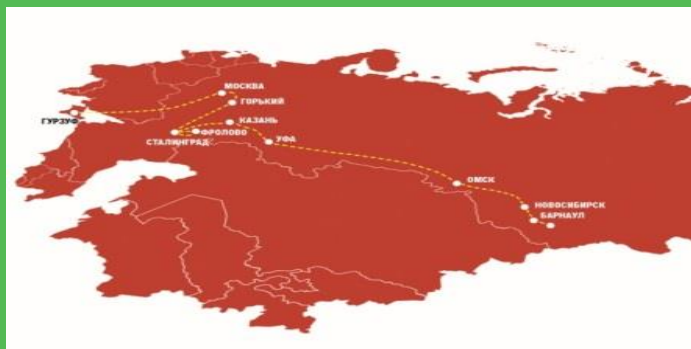 МОСКВА
ГОРЬКИЙ
ГУРЗУФ
КАЗАНЬ
ФРОЛОВО
СТАЛИНГРАД
УФА
ОМСК
НОВОСИБИРСК
БАРНАУЛ